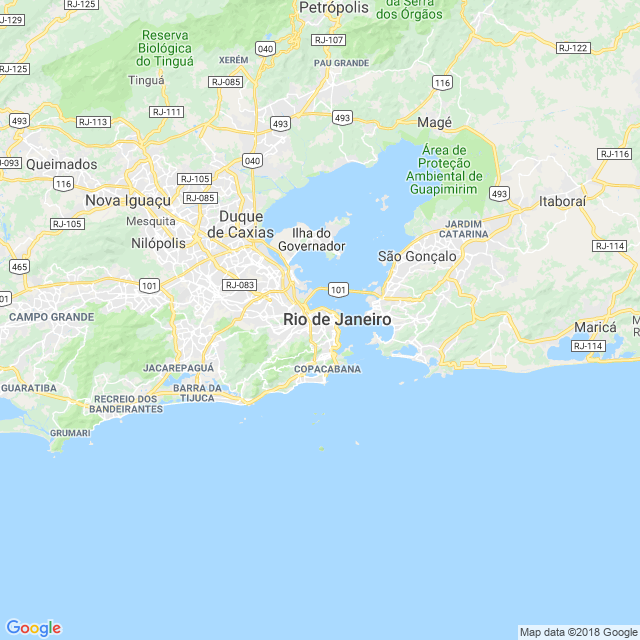 Petrópolis
da Serra
dos Órgãos
RJ-125
RJ-129
RJ-107
RJ-122
Reserva
Biológica
do Tinguá
040
XERÉM
PAU GRANDE
RJ-125
Tinguá
RJ-085
116
RJ-111
493
RJ-113
493
493
Magé
Área de
Proteção
Ambiental de
Guapimirim
RJ-116
RJ-093
Queimados
040
116
RJ-105
493
Nova Iguaçu
RJ-085
Itaboraí
Mesquita
Duque
de Caxias
RJ-105
Ilha do
Governador
JARDIM
CATARINA
Nilópolis
RJ-114
São Gonçalo
465
101
RJ-083
101
01
CAMPO GRANDE
Rio de Janeiro
Maricá
RJ-114
JACAREPAGUÁ
COPACABANA
GUARATIBA
BARRA DA
TIJUCA
RECREIO DOS
BANDEIRANTES
GRUMARI
Google
Map data ©2018 Google